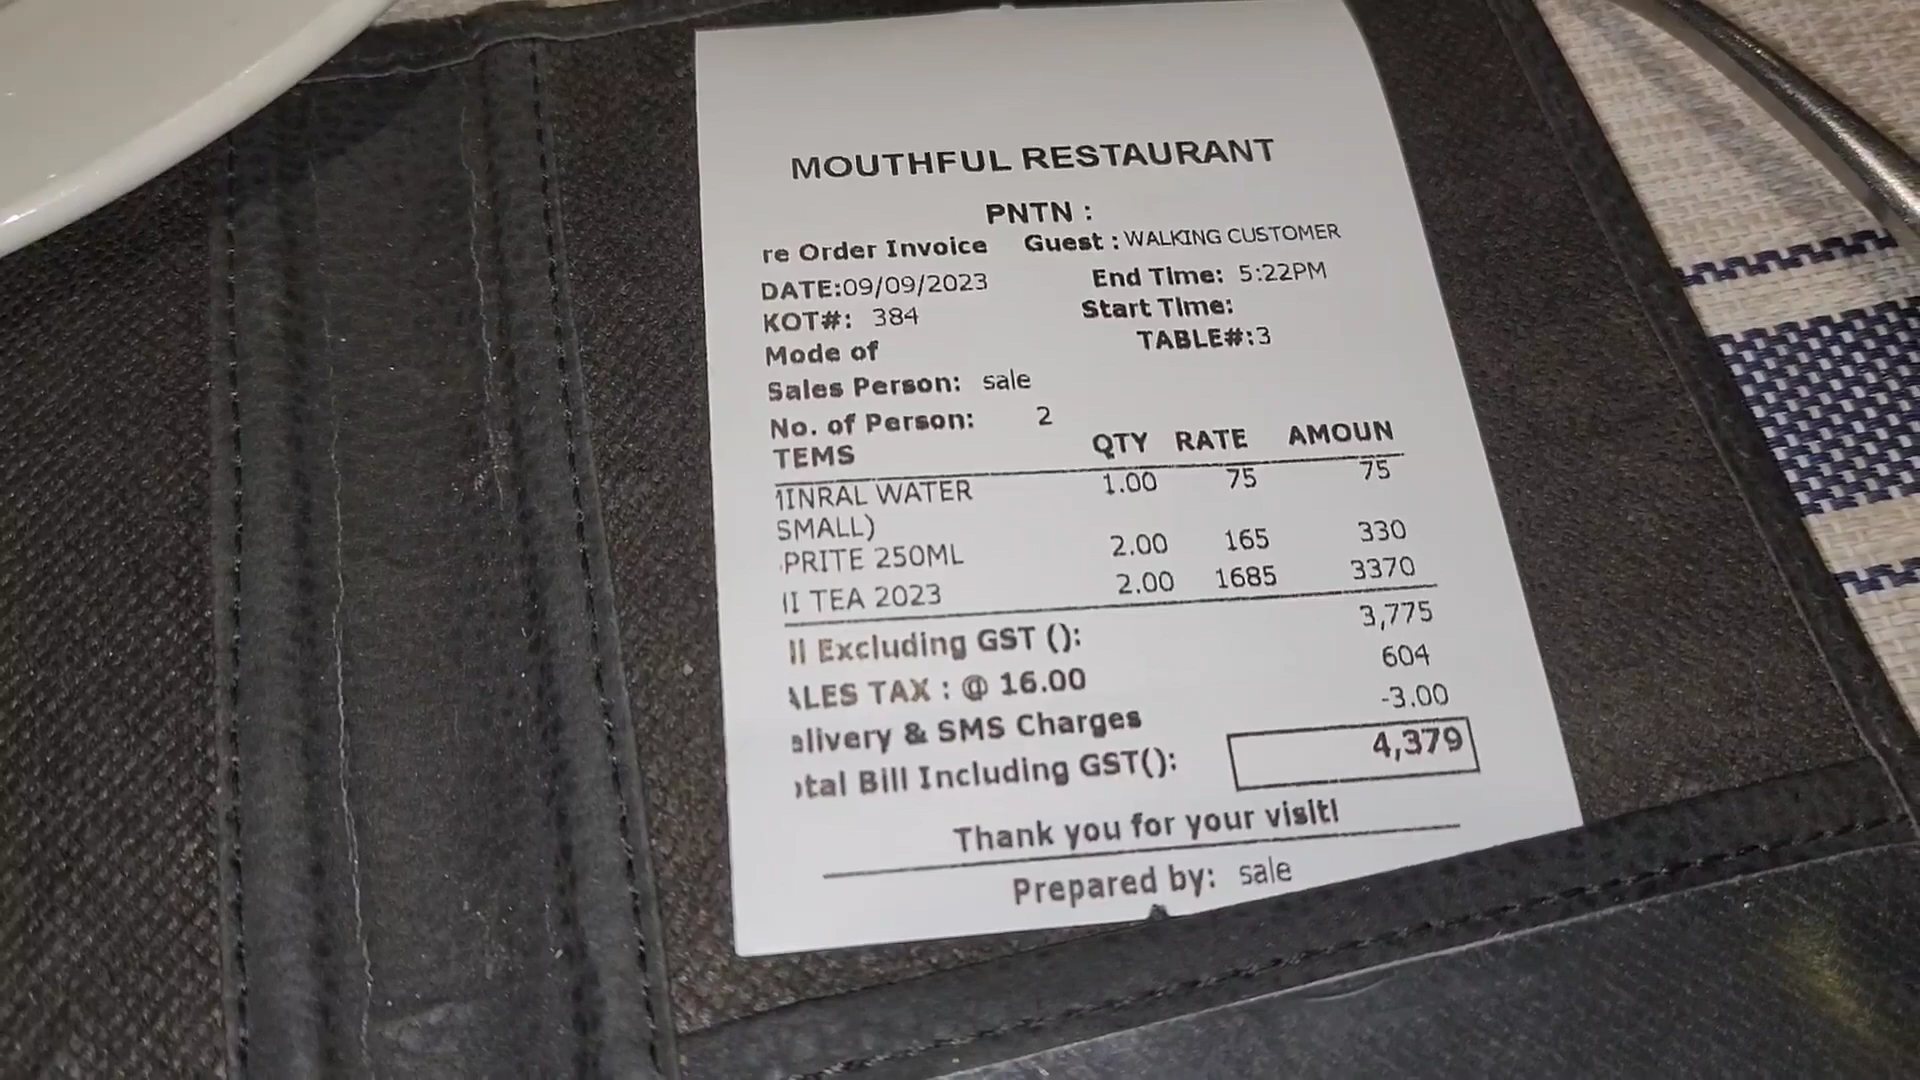 MOUTHFUL RESTAURANT
PNTN :
re Order Invoice Guest : WALKING CUSTOMER
DATE:09/09/2023 End Time: 5:22PM
KOT#: 384 Start Time:
Mode of TABLE#:3
Sales Person: sale
No. of Person: 2
TEMS QTY RATE AMOUN
INRAL WATER 1.00 75 75
SMALL)
PRITE 250ML 2.00 165 330
I TEA 2023 2.00 1685 3370
ll Excluding GST (): 3,775
ALES TAX : @ 16.00 604
elivery & SMS Charges -3.00
otal Bill Including GST(): 4,379
Thank you for your visit!
Prepared by: sale